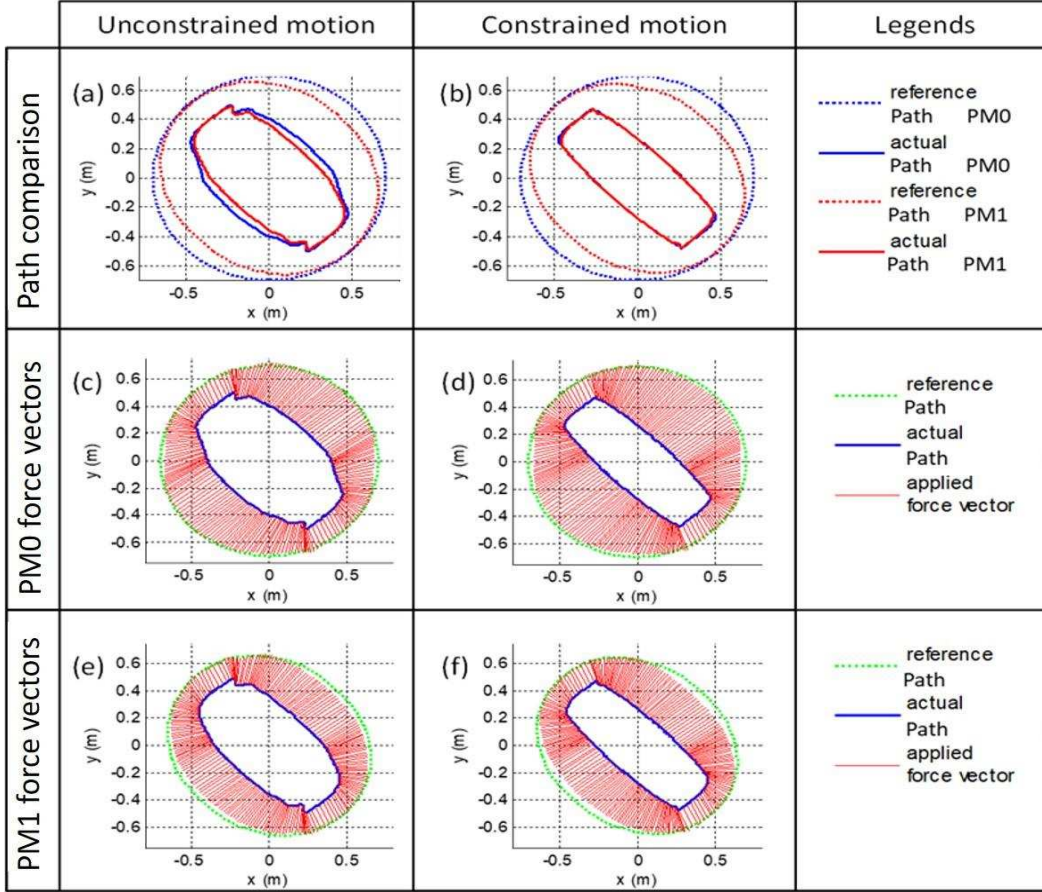 Unconstrained motion
Constrained motion
Legends
Path comparison
(a)
0.6
0.4
0.2
0
-0.2
-0.4
-0.6
y (m)
-0.5
0
0.5
x (m)
(b)
0.6
0.4
0.2
0
-0.2
-0.4
-0.6
y (m)
-0.5
0
0.5
x (m)
reference
Path PM0
actual
Path PM0
reference
Path PM1
actual
Path PM1
PM0 force vectors
(c)
0.6
0.4
0.2
0
-0.2
-0.4
-0.6
y (m)
-0.5
0
0.5
x (m)
(d)
0.6
0.4
0.2
0
-0.2
-0.4
-0.6
y (m)
-0.5
0
0.5
x (m)
reference
Path
actual
Path
applied
force vector
PM1 force vectors
(e)
0.6
0.4
0.2
0
-0.2
-0.4
-0.6
y (m)
-0.5
0
0.5
x (m)
(f)
0.6
0.4
0.2
0
-0.2
-0.4
-0.6
y (m)
-0.5
0
0.5
x (m)
reference
Path
actual
Path
applied
force vector